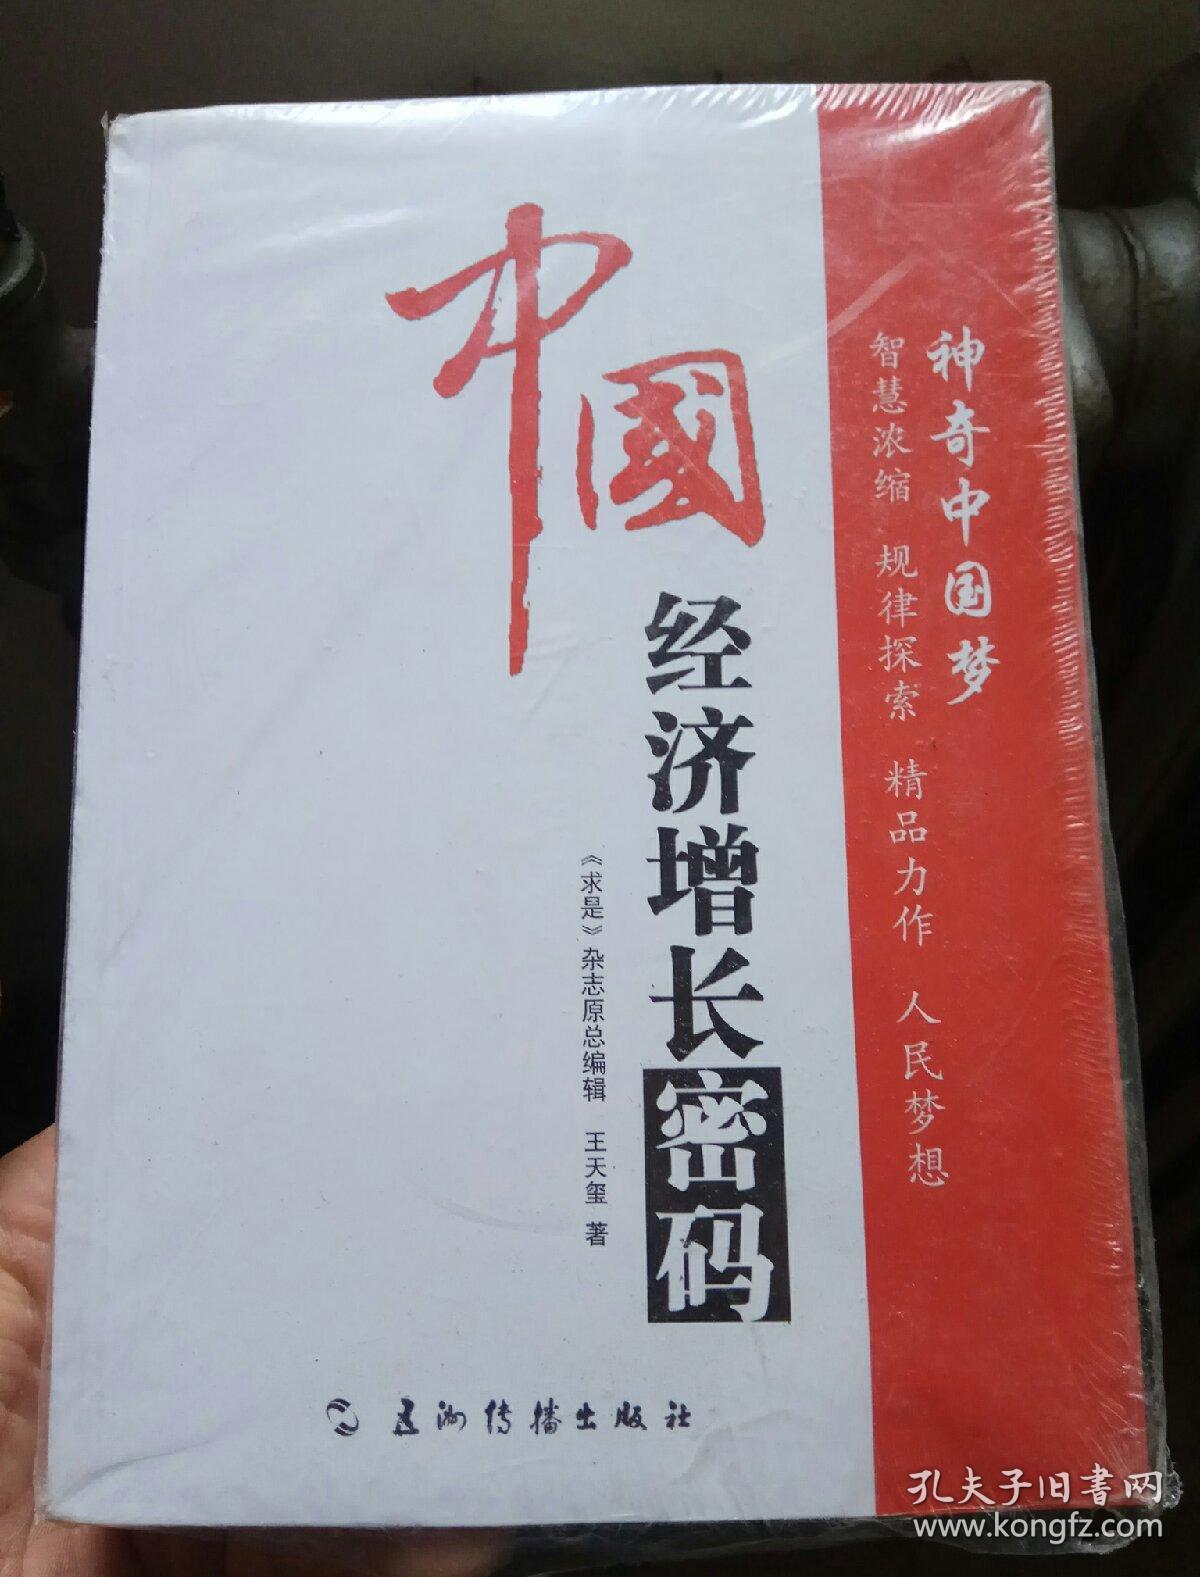 神奇中国梦
智慧浓缩 规律探索 精品力作 人民梦想
中國
经济增长密码
《求是》杂志原总编辑 王天玺 著
五洲传播出版社
孔夫子旧书网
www.kongfz.com